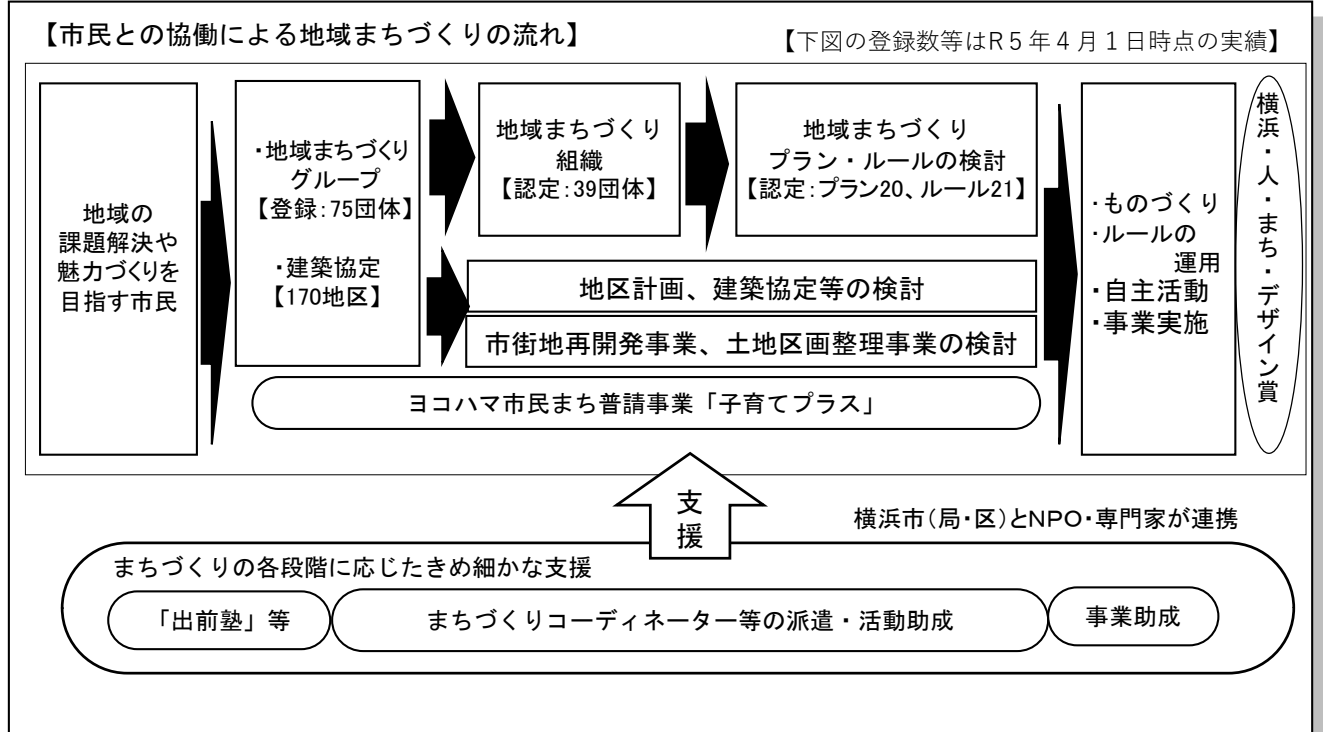 【市民との協働による地域まちづくりの流れ】
【下図の登録数等はR5年4月1日時点の実績】
地域の
課題解決や
魅力づくりを
目指す市民
・地域まちづくり
グループ
【登録：75団体】
・建築協定
【170地区】
地域まちづくり
組織
【認定：39団体】
地域まちづくり
プラン・ルールの検討
【認定：プラン20、ルール21】
地区計画、建築協定等の検討
市街地再開発事業、土地区画整理事業の検討
ヨコハマ市民まち普請事業「子育てプラス」
・ものづくり
・ルールの
運用
・自主活動
・事業実施
横浜・人・まち・デザイン賞
支援
横浜市（局・区）とNPO・専門家が連携
まちづくりの各段階に応じたきめ細かな支援
「出前塾」等
まちづくりコーディネーター等の派遣・活動助成
事業助成